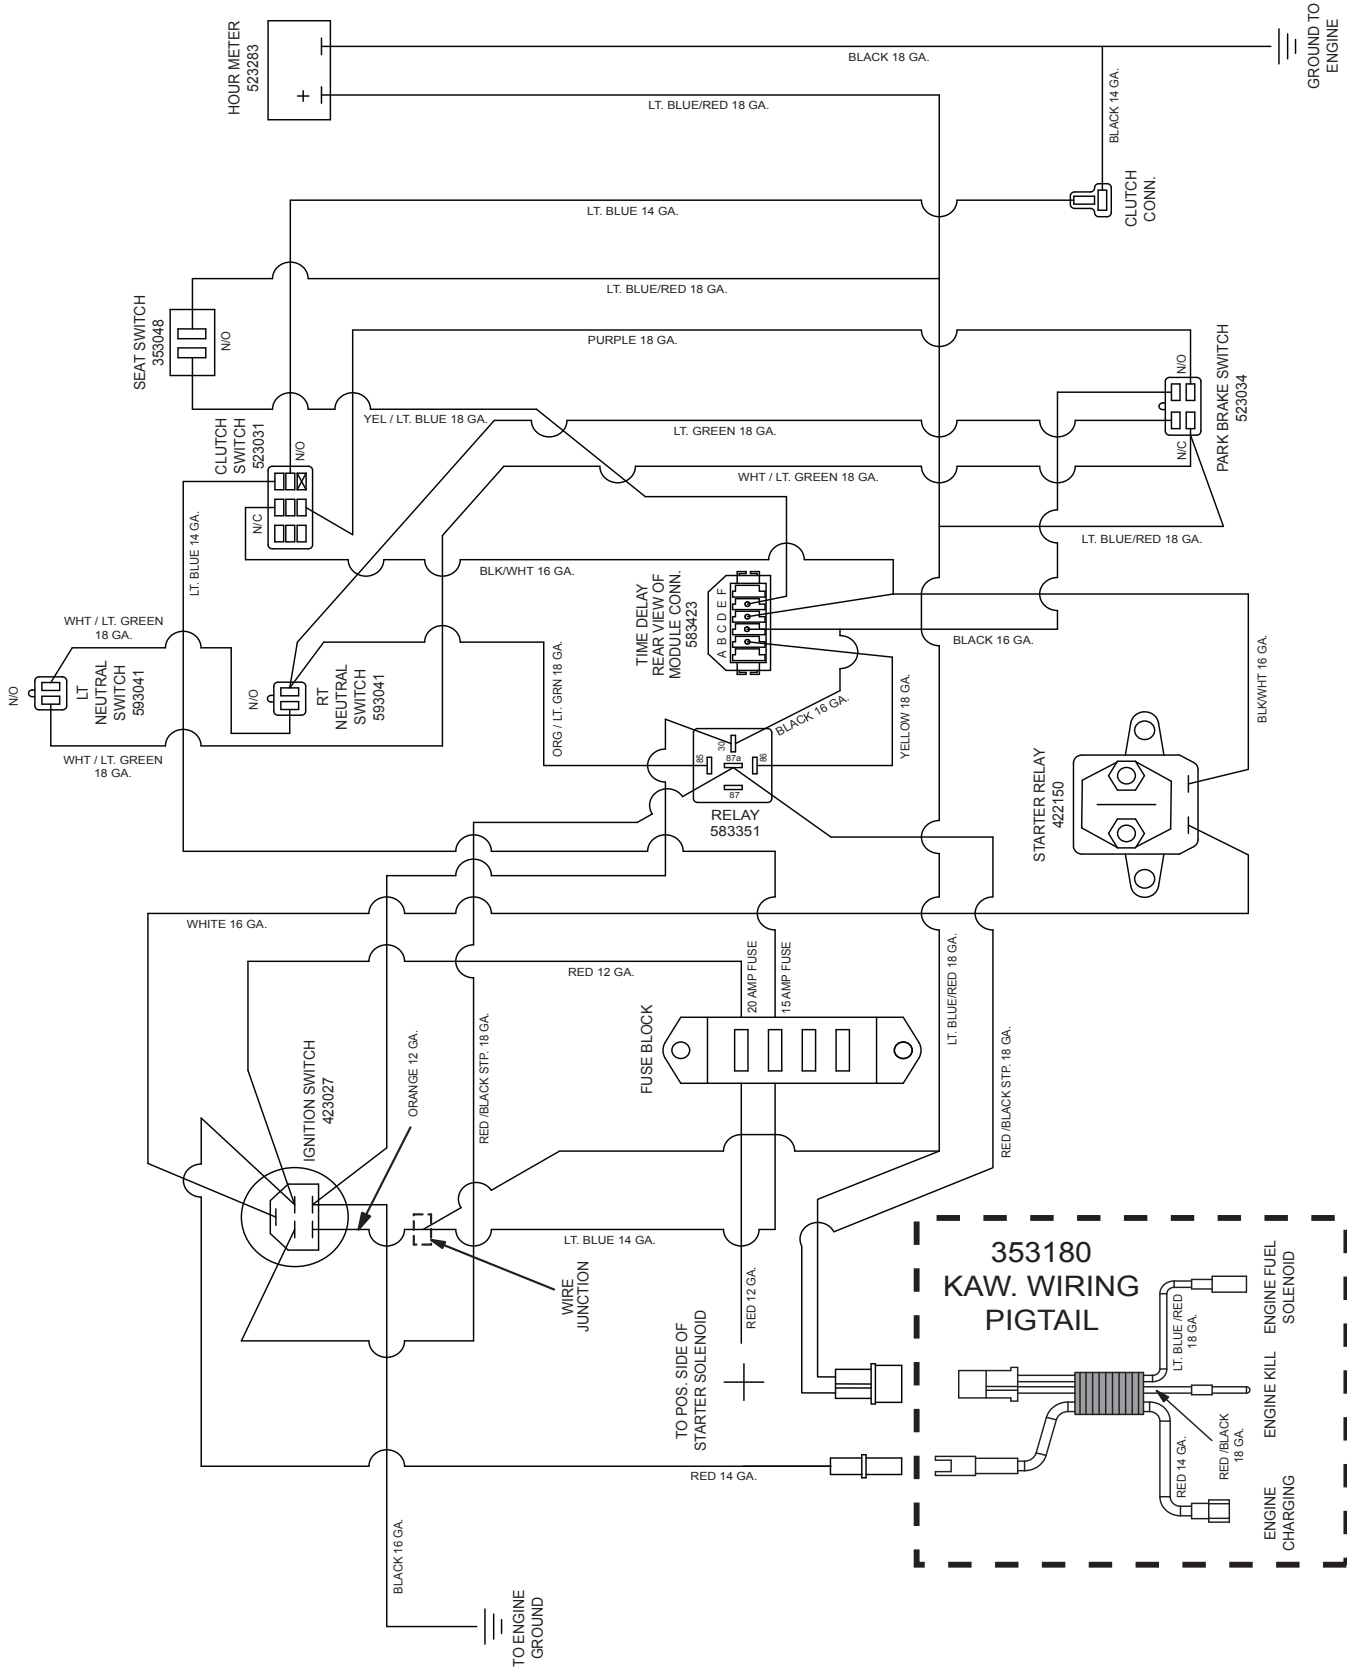 HOUR METER
523283
+
BLACK 18 GA.
LT. BLUE/RED 18 GA.
GROUND TO
ENGINE
BLACK 14 GA.
CLUTCH
CONN.
LT. BLUE 14 GA.
SEAT SWITCH
353048
N/O
LT. BLUE/RED 18 GA.
PURPLE 18 GA.
YEL / LT. BLUE 18 GA.
CLUTCH
SWITCH
523031
N/O
N/C
LT. GREEN 18 GA.
WHT / LT. GREEN 18 GA.
N/O
N/C
PARK BRAKE SWITCH
523034
LT. BLUE/RED 18 GA.
LT. BLUE 14 GA.
BLK/WHT 16 GA.
TIME DELAY
REAR VIEW OF
MODULE CONN.
583423
A B C D E F
BLACK 16 GA.
WHT / LT. GREEN
18 GA.
N/O
LT
NEUTRAL
SWITCH
593041
WHT / LT. GREEN
18 GA.
N/O
RT
NEUTRAL
SWITCH
593041
ORG / LT. GRN 18 GA.
BLACK 16 GA.
YELLOW 18 GA.
BLK/WHT 16 GA.
30
85
87a
86
87
RELAY
583351
STARTER RELAY
422150
WHITE 16 GA.
RED 12 GA.
20 AMP FUSE
15 AMP FUSE
LT. BLUE/RED 18 GA.
FUSE BLOCK
IGNITION SWITCH
423027
ORANGE 12 GA.
RED /BLACK STP. 18 GA.
RED /BLACK STP. 18 GA.
LT. BLUE 14 GA.
WIRE
JUNCTION
RED 12 GA.
TO POS. SIDE OF
STARTER SOLENOID
RED 14 GA.
BLACK 16 GA.
TO ENGINE
GROUND
353180
KAW. WIRING
PIGTAIL
LT. BLUE /RED
18 GA.
ENGINE FUEL
SOLENOID
ENGINE KILL
RED /BLACK
18 GA.
RED 14 GA.
ENGINE
CHARGING